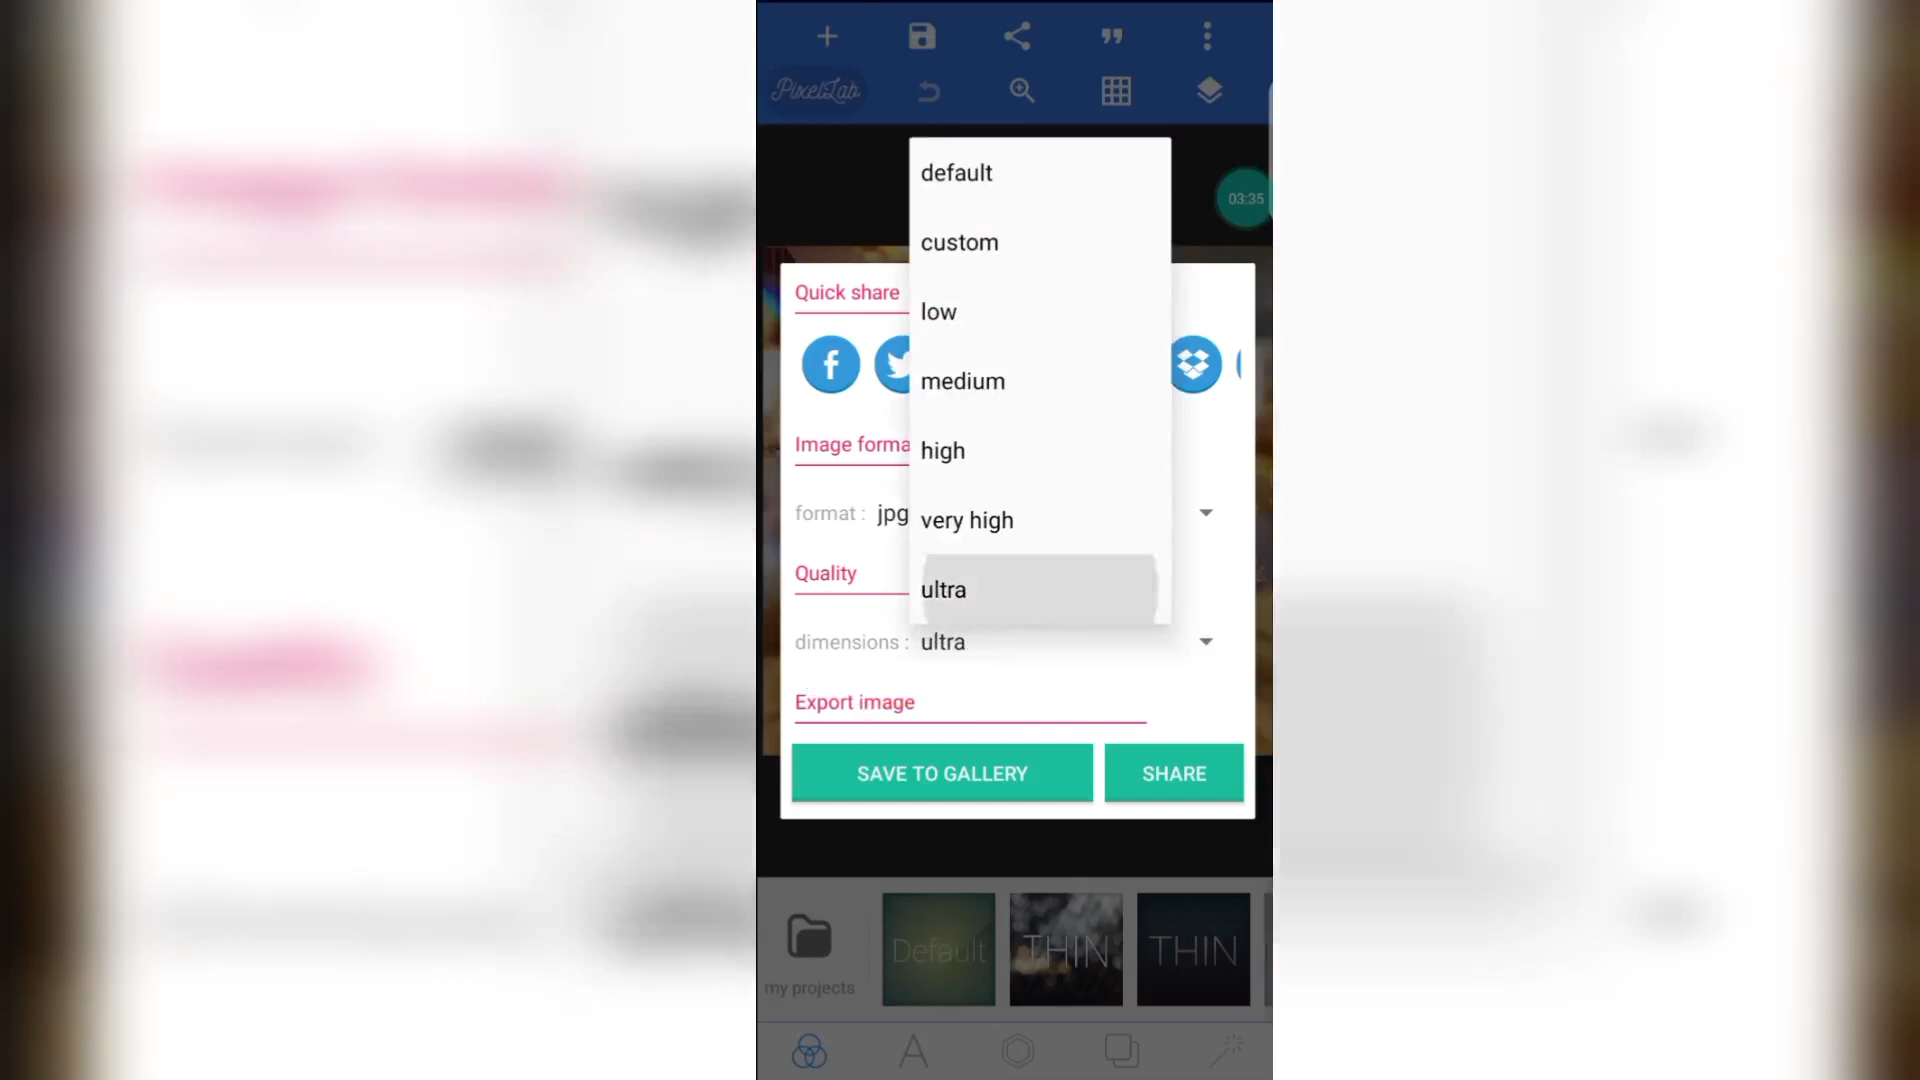 PixelLab
default
03:35
custom
Quick share
low
medium
Image forma
high
format : jpg
very high
Quality
ultra
dimensions : ultra
Export image
SAVE TO GALLERY
SHARE
f
Default
THIN
THIN
my projects
A